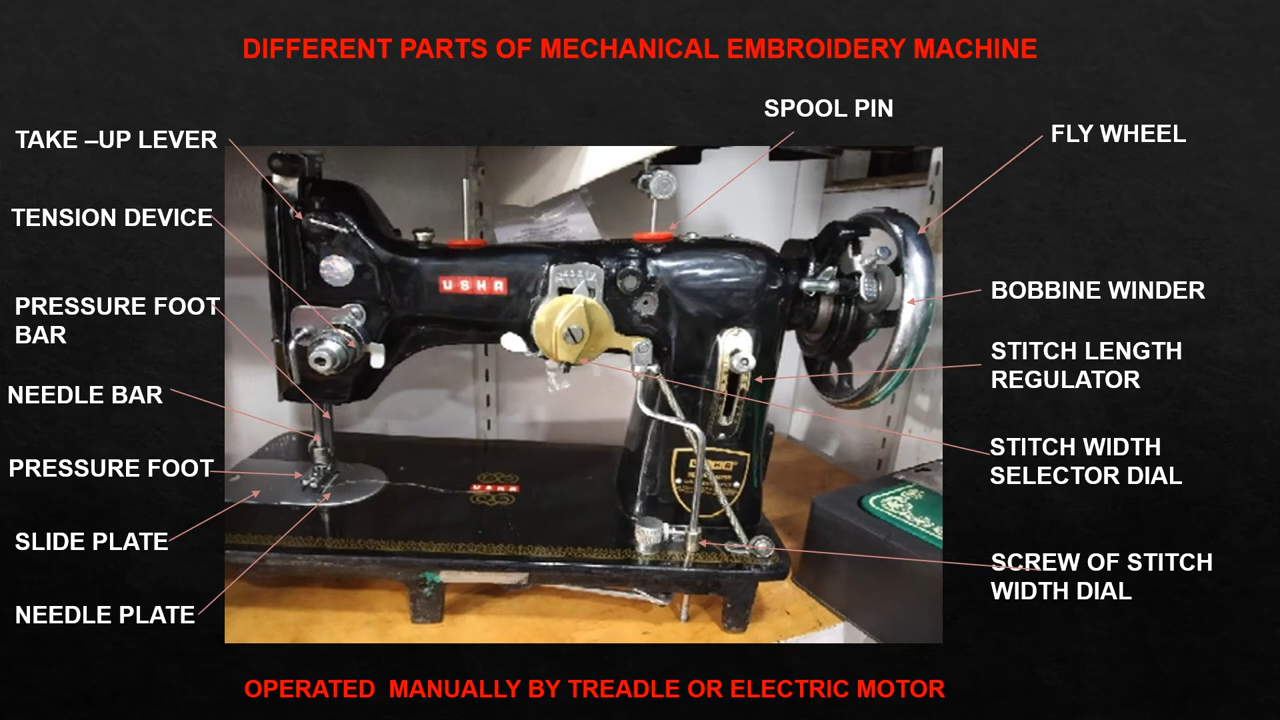 DIFFERENT PARTS OF MECHANICAL EMBROIDERY MACHINE
SPOOL PIN
TAKE –UP LEVER
FLY WHEEL
TENSION DEVICE
BOBBINE WINDER
PRESSURE FOOT
BAR
USHA
STITCH LENGTH
REGULATOR
NEEDLE BAR
STITCH WIDTH
SELECTOR DIAL
PRESSURE FOOT
USHA
SLIDE PLATE
SCREW OF STITCH
WIDTH DIAL
NEEDLE PLATE
OPERATED  MANUALLY BY TREADLE OR ELECTRIC MOTOR